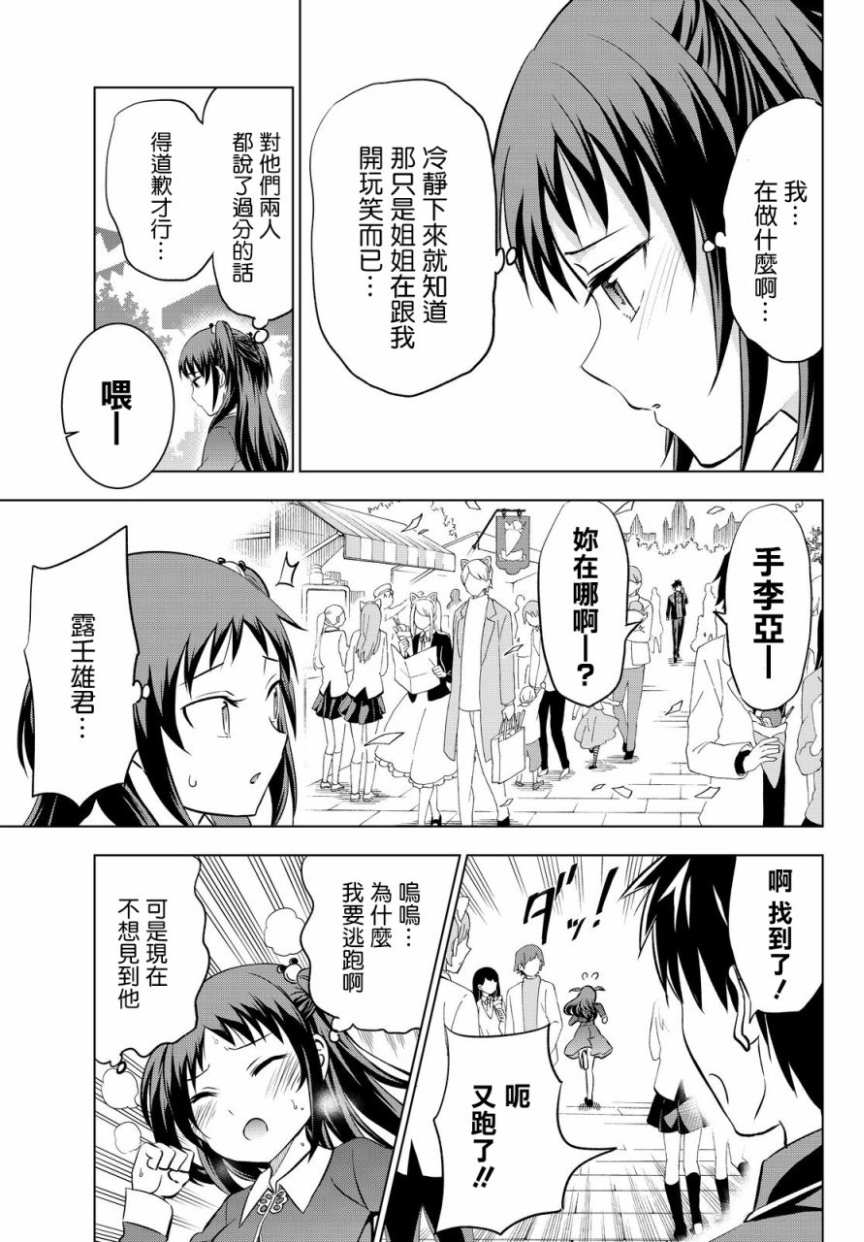 我…
在做什麼啊…
冷靜下來就知道
那只是姐姐在跟我
開玩笑而已…
對他們兩人
都說了過分的話
得道歉才行…
喂ー
手李亞ー
妳在哪啊ー?
露壬雄君…
啊 找到了!
ダッ!!
呃
又跑了!!
嗚嗚…
為什麼
我要逃跑啊
可是現在
不想見到他